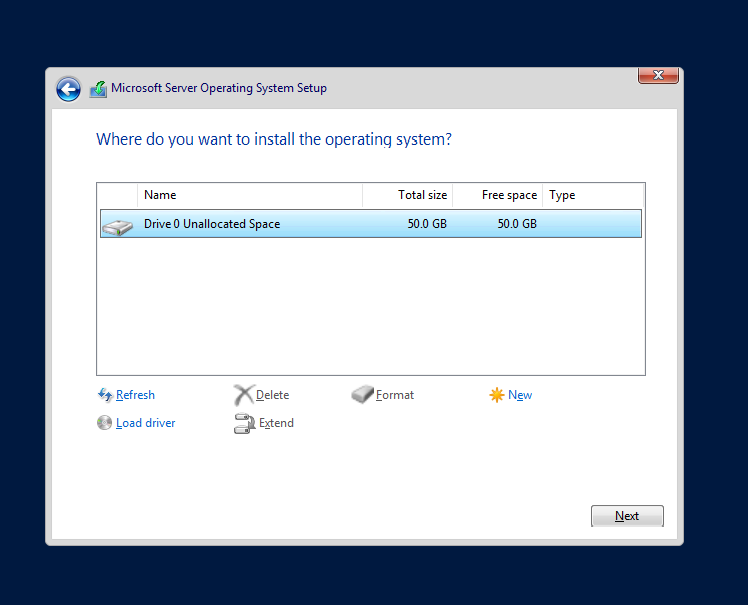 Microsoft Server Operating System Setup
Where do you want to install the operating system?
Name Total size Free space Type
Drive 0 Unallocated Space 50.0 GB 50.0 GB
Refresh Delete Format New
Load driver Extend
Next